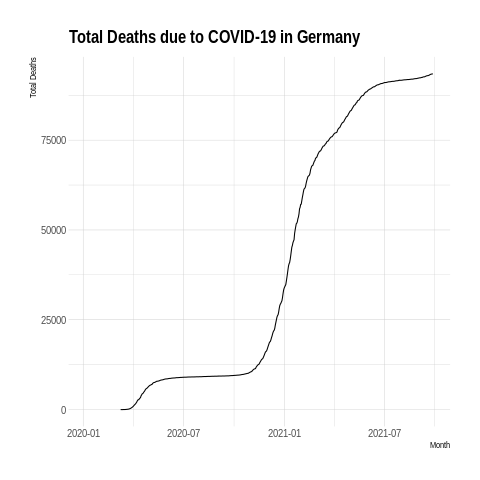 Total Deaths due to COVID-19 in Germany
Total Deaths
75000
50000
25000
0
2020-01 2020-07 2021-01 2021-07
Month